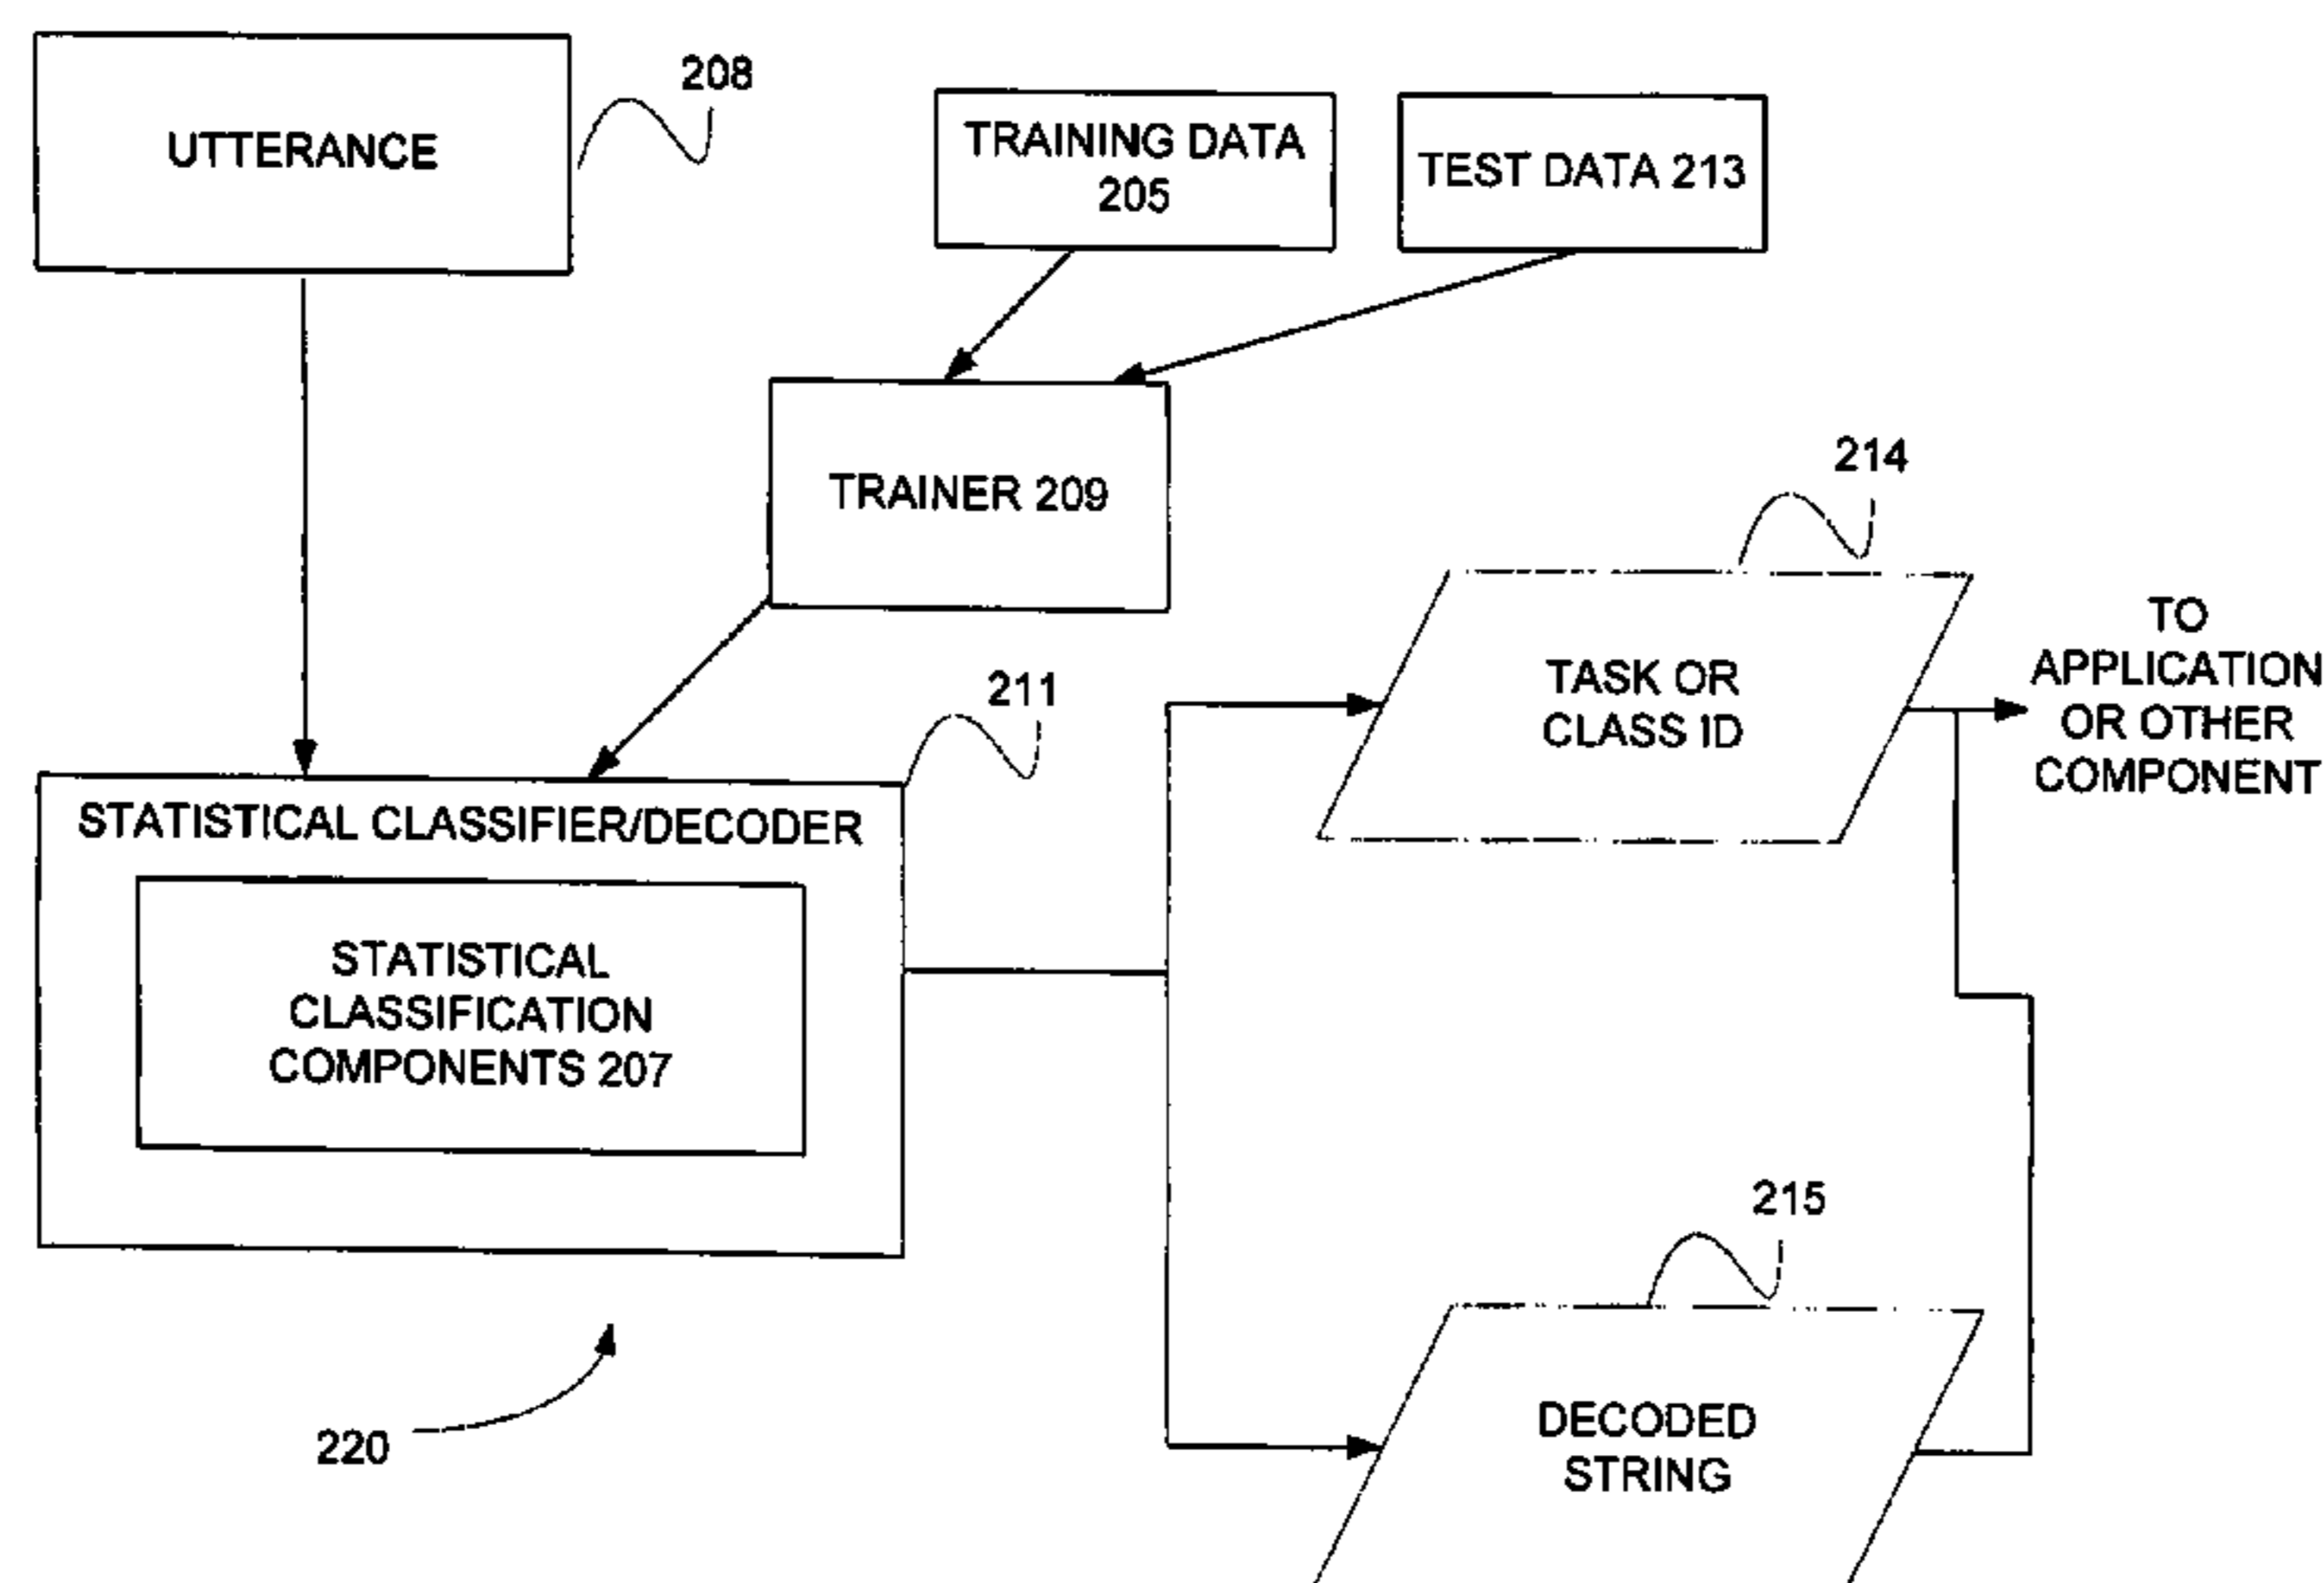 208
UTTERANCE
TRAINING DATA
205
TEST DATA 213
TRAINER 209
214
TO
APPLICATION
OR OTHER
COMPONENT
TASK OR
CLASS ID
211
STATISTICAL CLASSIFIER/DECODER
STATISTICAL
CLASSIFICATION
COMPONENTS 207
215
DECODED
STRING
220